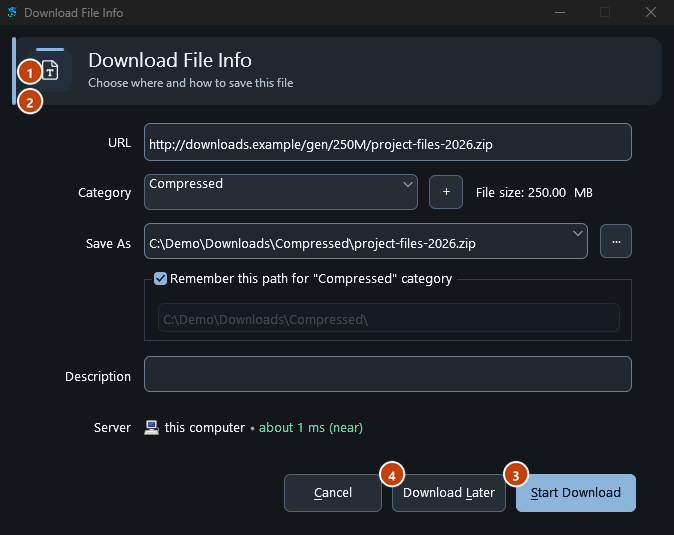 Download File Info
Download File Info
Choose where and how to save this file
1
T
2
URL
http://downloads.example/gen/250M/project-files-2026.zip
Category
Compressed
+
File size: 250.00 MB
Save As
C:\Demo\Downloads\Compressed\project-files-2026.zip
...
Remember this path for "Compressed" category
C:\Demo\Downloads\Compressed\
Description
Server
this computer • about 1 ms (near)
4
3
Cancel
Download Later
Start Download